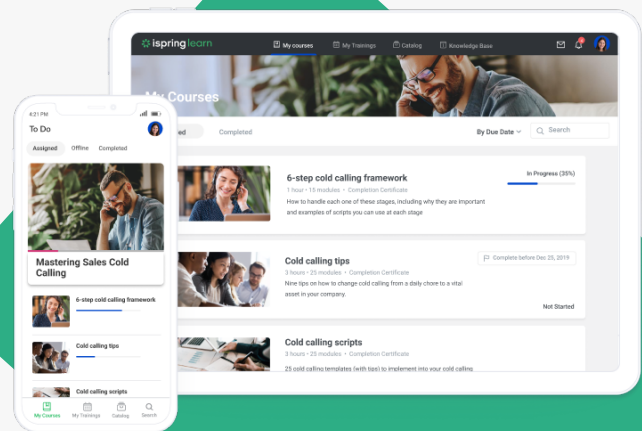 ispringlearn
My courses
My Trainings
Catalog
Knowledge Base
My Courses
Completed
By Due Date
Search
6-step cold calling framework
1 hour • 15 modules • Completion Certificate
How to handle each one of these stages, including why they are important
and examples of scripts you can use at each stage
In Progress (35%)
Cold calling tips
3 hours • 25 modules • Completion Certificate
Nine tips on how to change cold calling from a daily chore to a vital
asset in your company.
Complete before Dec 25, 2019
Not Started
Cold calling scripts
3 hours • 25 modules • Completion Certificate
25 cold calling templates (with tips) to implement into your cold calling
4:21 PM
To Do
Assigned
Offline
Completed
Mastering Sales Cold
Calling
6-step cold calling framework
Cold calling tips
Cold calling scripts
My Courses
My Trainings
Catalog
Search